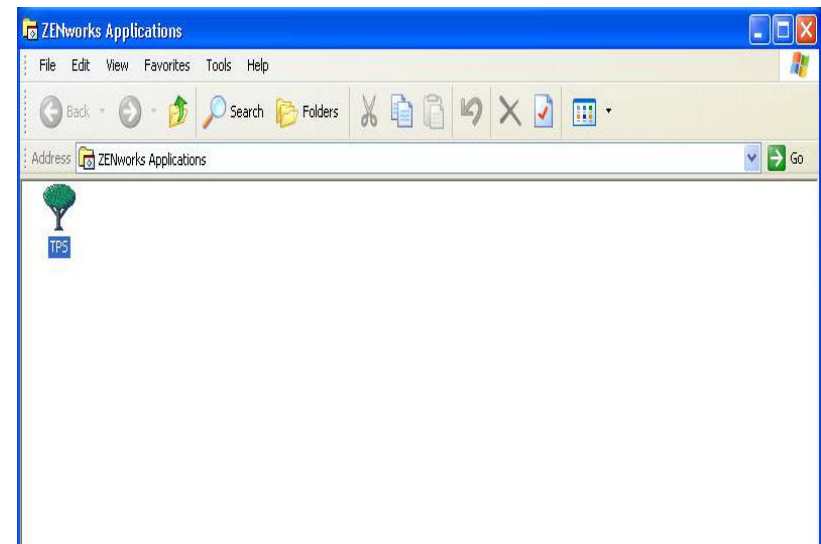 ZENworks Applications
File Edit View Favorites Tools Help
Back Search Folders
Address ZENworks Applications Go
TPS